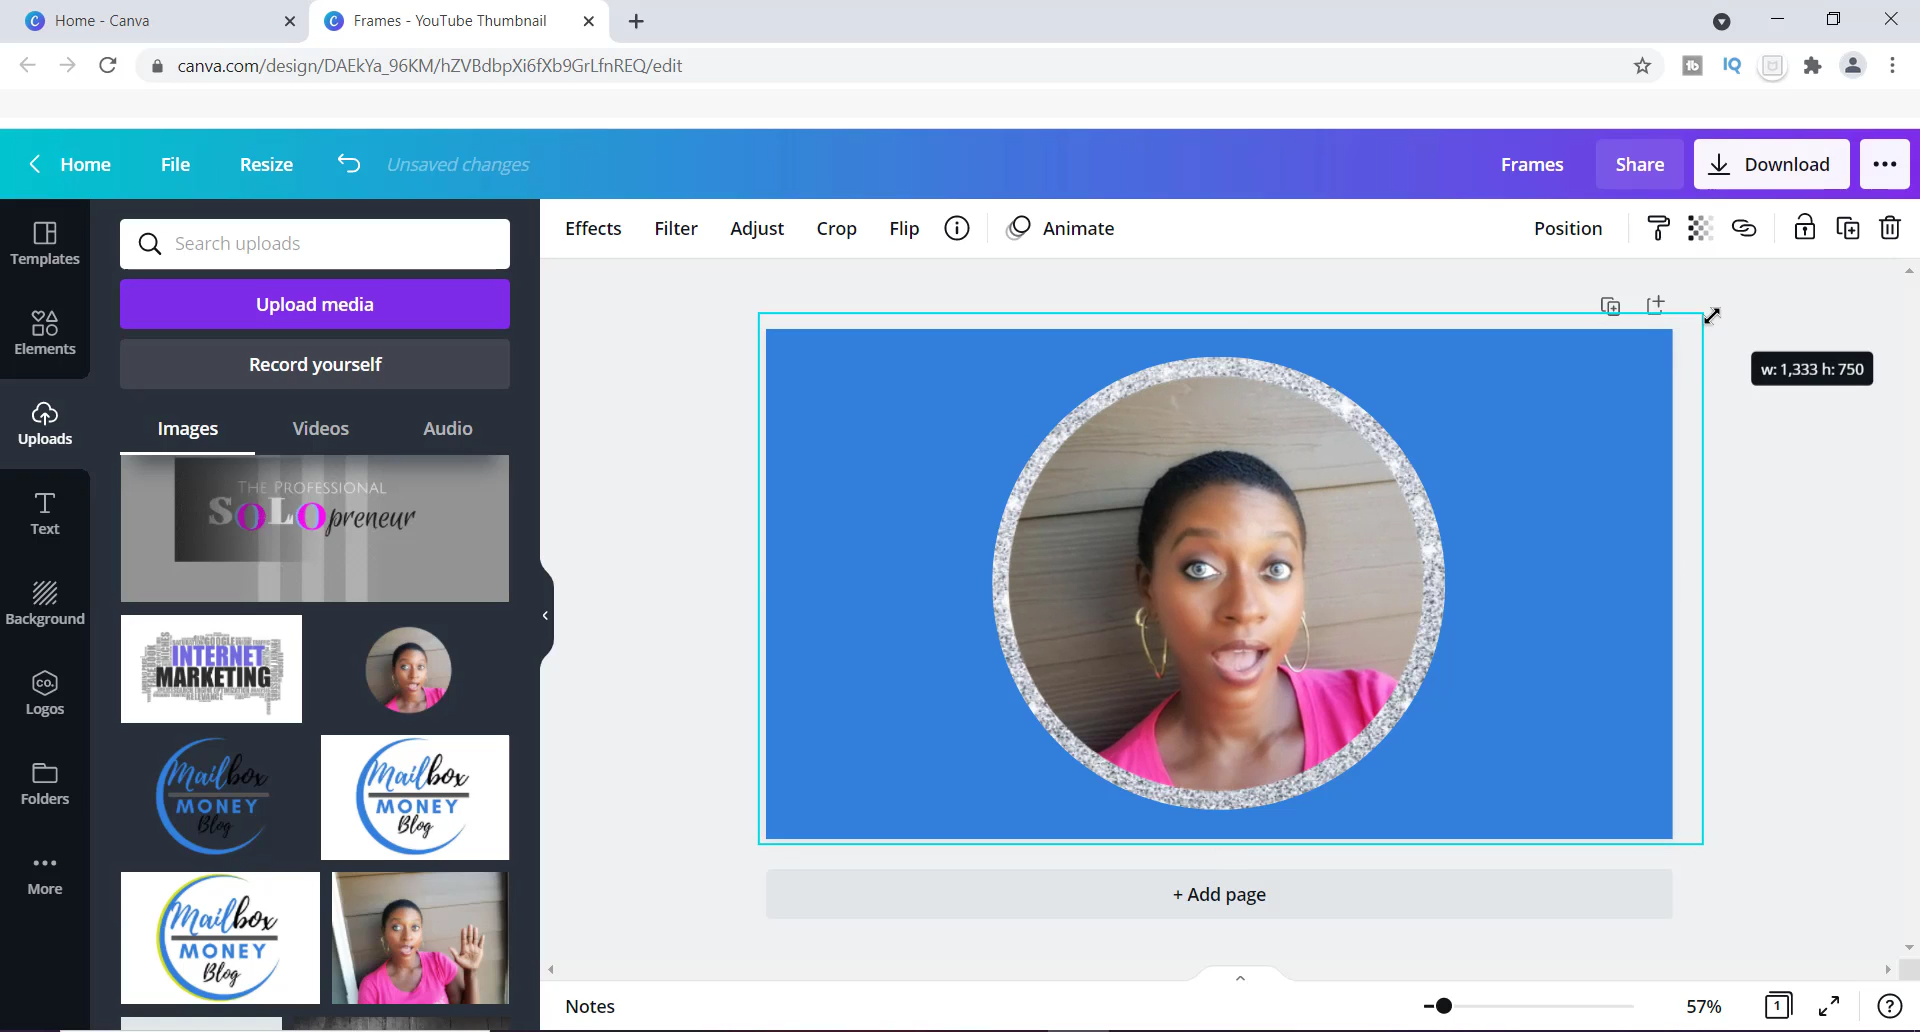 Home - Canva
Frames - YouTube Thumbnail
canva.com/design/DAEkYa_96KM/hZVBdbpXi6fXb9GrLfnREQ/edit
Home
File
Resize
Unsaved changes
Frames
Share
Download
Templates
Elements
Uploads
Text
Background
CO.
Logos
Folders
More
Search uploads
Upload media
Record yourself
Images
Videos
Audio
THE PROFESSIONAL
SOLOpreneur
INTERNET
MARKETING
Mailbox
MONEY
Blog
Mailbox
MONEY
Blog
Mailbox
MONEY
Blog
Effects
Filter
Adjust
Crop
Flip
Animate
Position
w: 1,333 h: 750
+ Add page
Notes
57%
1